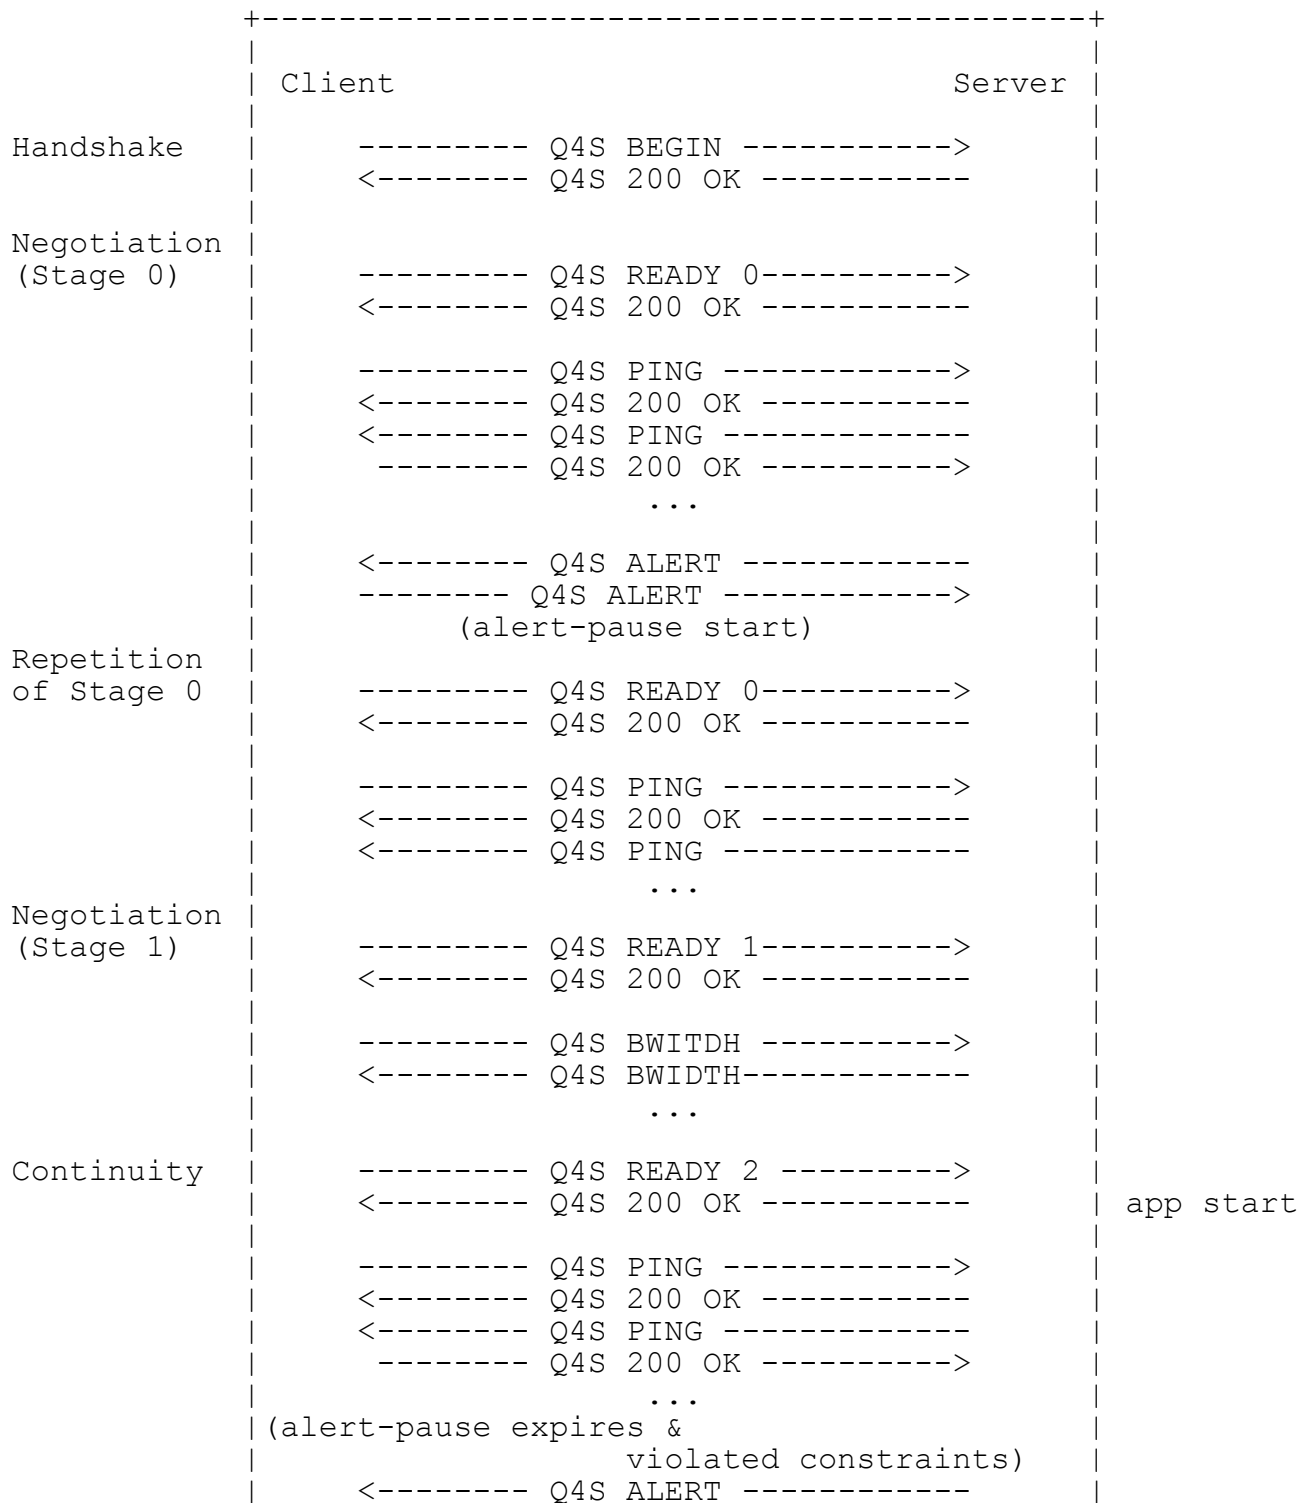 +-------------------------------------------+
|                                           |
| Client                             Server |
|                                           |
Handshake   |     --------- Q4S BEGIN ----------->       |
|     <-------- Q4S 200 OK -----------       |
|                                           |
Negotiation |                                           |
(Stage 0)   |     --------- Q4S READY 0---------->       |
|     <-------- Q4S 200 OK -----------       |
|                                           |
|     --------- Q4S PING ------------>       |
|     <-------- Q4S 200 OK -----------       |
|     <-------- Q4S PING -------------       |
|      -------- Q4S 200 OK ---------->       |
|                    ...                    |
|                                           |
|     <-------- Q4S ALERT ------------       |
|     -------- Q4S ALERT ------------>       |
|          (alert-pause start)              |
Repetition  |                                           |
of Stage 0  |     --------- Q4S READY 0---------->       |
|     <-------- Q4S 200 OK -----------       |
|                                           |
|     --------- Q4S PING ------------>       |
|     <-------- Q4S 200 OK -----------       |
|     <-------- Q4S PING -------------       |
|                    ...                    |
Negotiation |                                           |
(Stage 1)   |     --------- Q4S READY 1---------->       |
|     <-------- Q4S 200 OK -----------       |
|                                           |
|     --------- Q4S BWITDH ---------->       |
|     <-------- Q4S BWIDTH------------       |
|                    ...                    |
|                                           |
Continuity  |     --------- Q4S READY 2 --------->       |
|     <-------- Q4S 200 OK -----------       | app start
|                                           |
|     --------- Q4S PING ------------>       |
|     <-------- Q4S 200 OK -----------       |
|     <-------- Q4S PING -------------       |
|      -------- Q4S 200 OK ---------->       |
|                    ...                    |
|(alert-pause expires &                     |
|                   violated constraints)   |
|     <-------- Q4S ALERT ------------       |